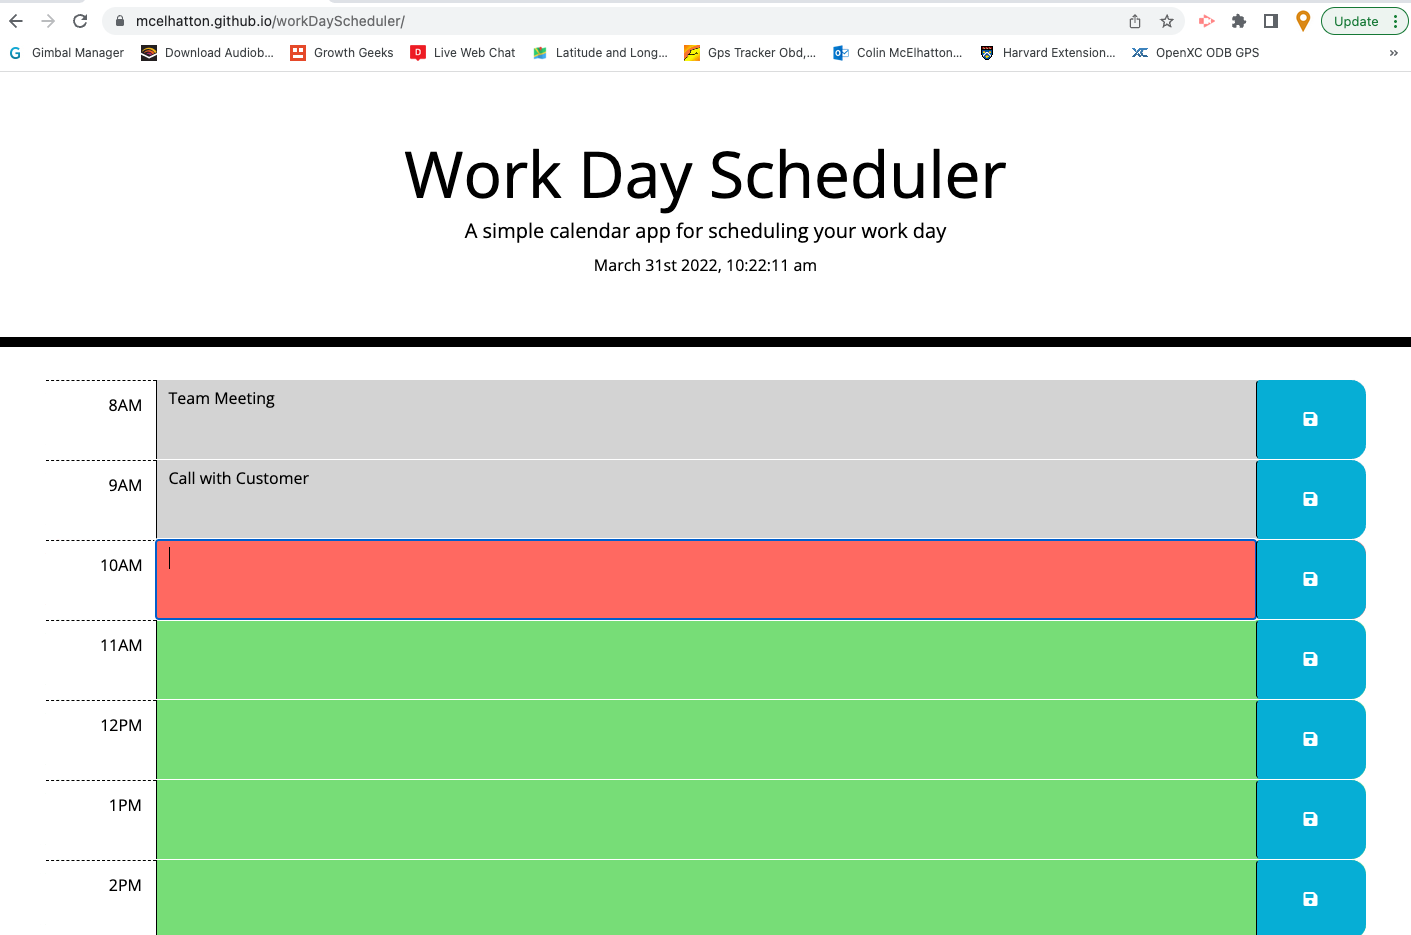 mcelhatton.github.io/workDayScheduler/
Update
G Gimbal Manager Download Audiob... Growth Geeks D Live Web Chat Latitude and Long... Gps Tracker Obd,... Colin McElhatton... Harvard Extension... XC OpenXC ODB GPS »
Work Day Scheduler
A simple calendar app for scheduling your work day
March 31st 2022, 10:22:11 am
8AM Team Meeting
9AM Call with Customer
10AM
11AM
12PM
1PM
2PM